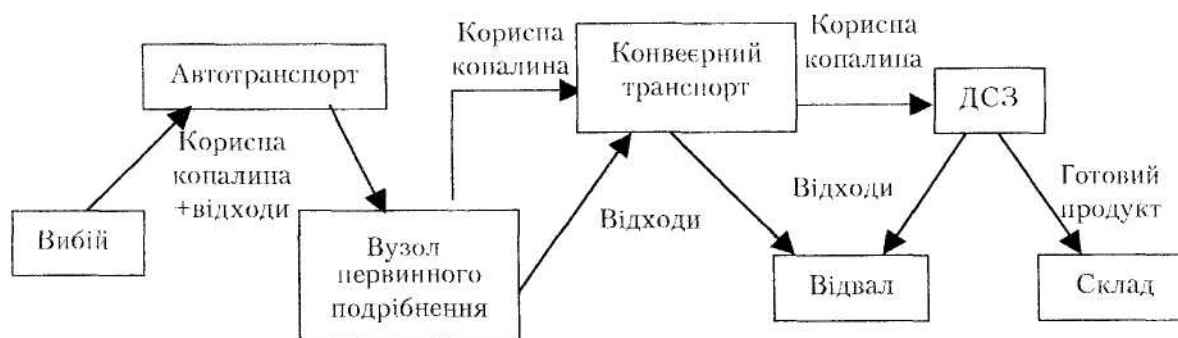 Автотранспорт
Корисна
копалина
Конвеєрний
транспорт
Корисна
копалина
ДСЗ
Корисна
копалина
+відходи
Вибій
Вузол
первинного
подрібнення
Відходи
Відходи
Готовий
продукт
Відвал
Склад